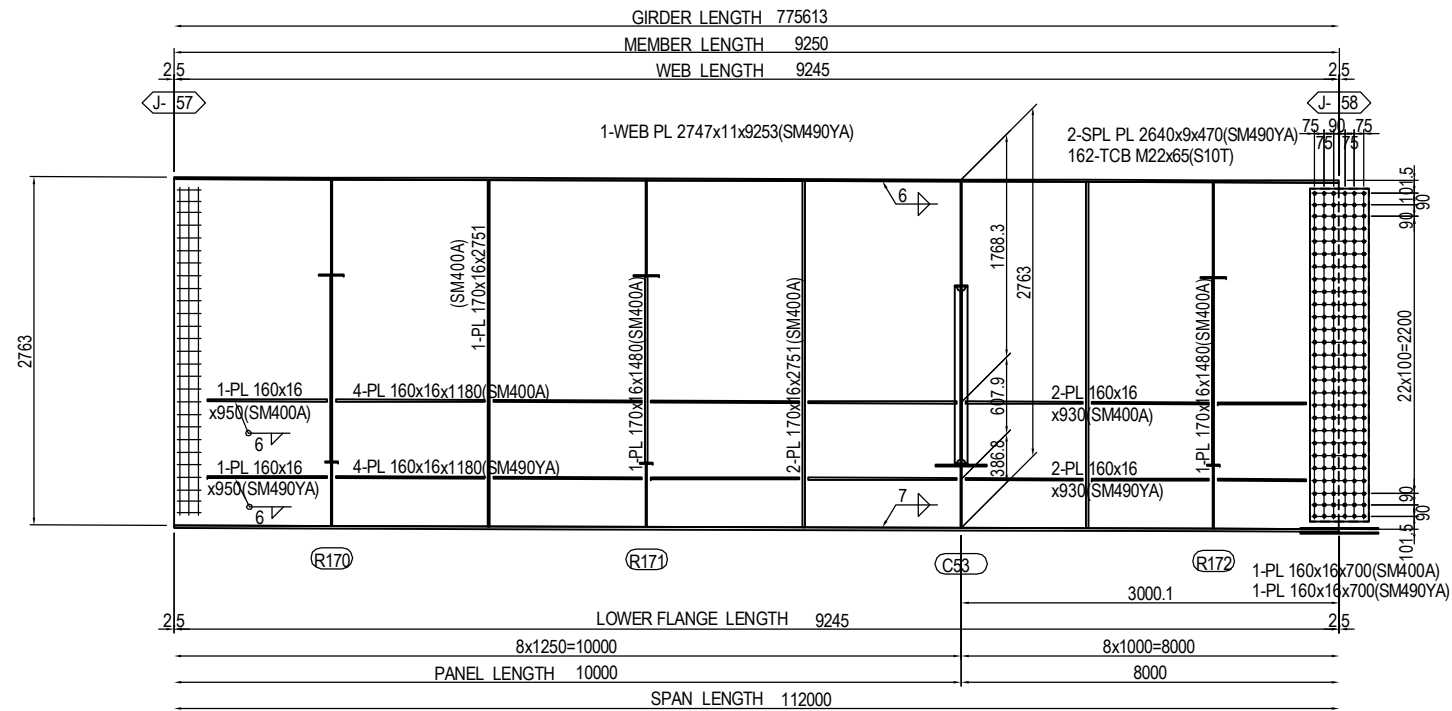 GIRDER LENGTH 775613
MEMBER LENGTH 9250
2.5 WEB LENGTH 9245 2.5
J- 57
J- 58
75 90 75
75 75
1-WEB PL 2747x11x9253(SM490YA)
2-SPL PL 2640x9x470(SM490YA)
162-TCB M22x65(S10T)
101.5
90
90
6
1768.3
2763
(SM400A)
1-PL 170x16x2751
1-PL 170x16x1480(SM400A)
2-PL 170x16x2751(SM400A)
1-PL 170x16x1480(SM400A)
2763
22x100=2200
1-PL 160x16
x950(SM400A)
4-PL 160x16x1180(SM400A)
607.9
2-PL 160x16
x930(SM400A)
6
1-PL 160x16
x950(SM490YA)
4-PL 160x16x1180(SM490YA)
386.8
2-PL 160x16
x930(SM490YA)
6
7
90
90
101.5
R170
R171
C53
R172
1-PL 160x16x700(SM400A)
1-PL 160x16x700(SM490YA)
3000.1
2.5 LOWER FLANGE LENGTH 9245 2.5
8x1250=10000
8x1000=8000
PANEL LENGTH 10000
8000
SPAN LENGTH 112000